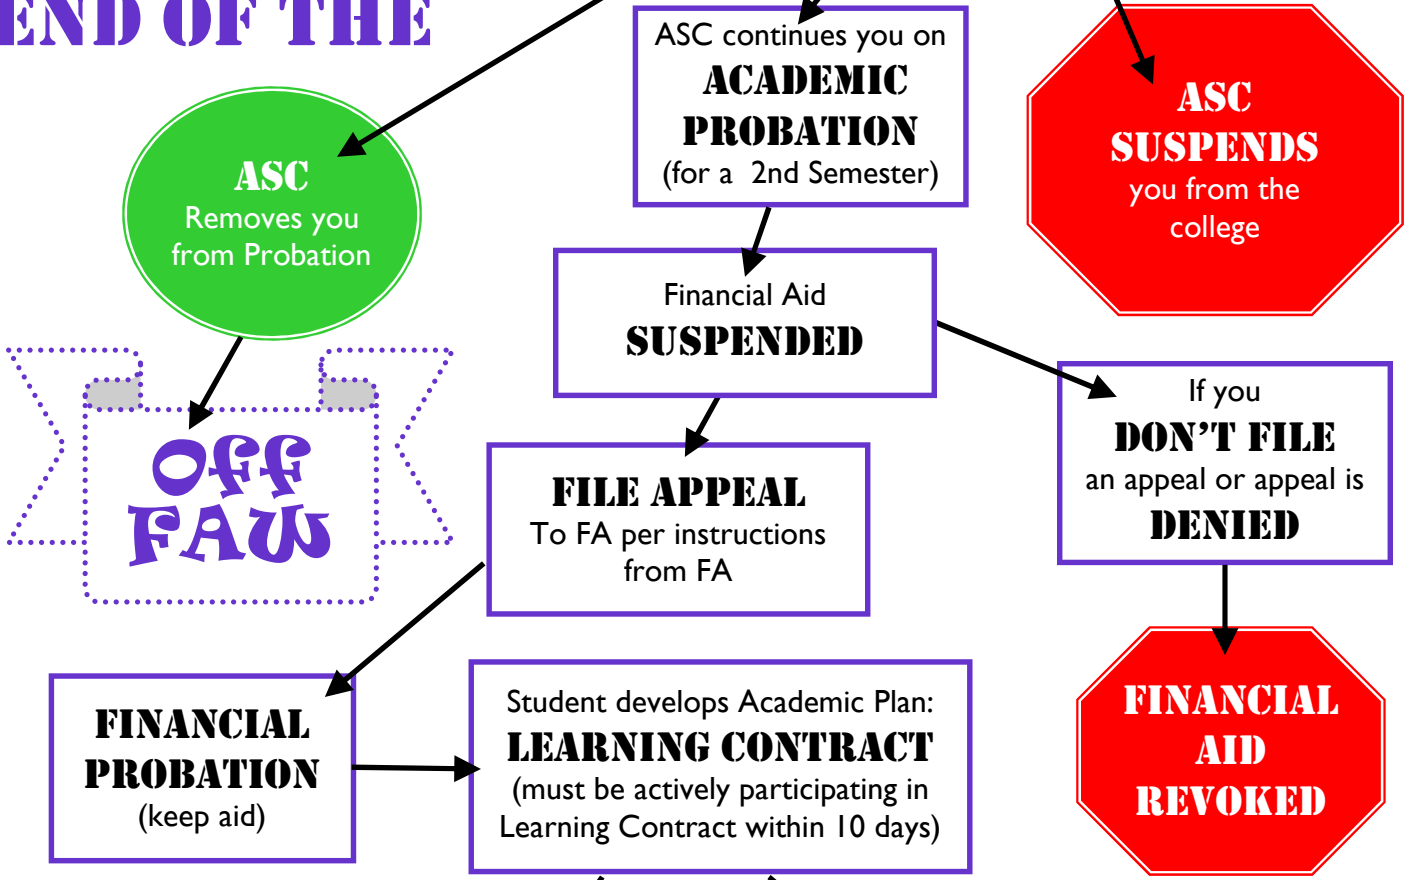 END OF THE
ASC continues you on
ACADEMIC
PROBATION
(for a 2nd Semester)
ASC
SUSPENDS
you from the
college
ASC
Removes you
from Probation
Financial Aid
SUSPENDED
If you
DON'T FILE
an appeal or appeal is
DENIED
OFF
FAW
FILE APPEAL
To FA per instructions
from FA
FINANCIAL
PROBATION
(keep aid)
Student develops Academic Plan:
LEARNING CONTRACT
(must be actively participating in
Learning Contract within 10 days)
FINANCIAL
AID
REVOKED